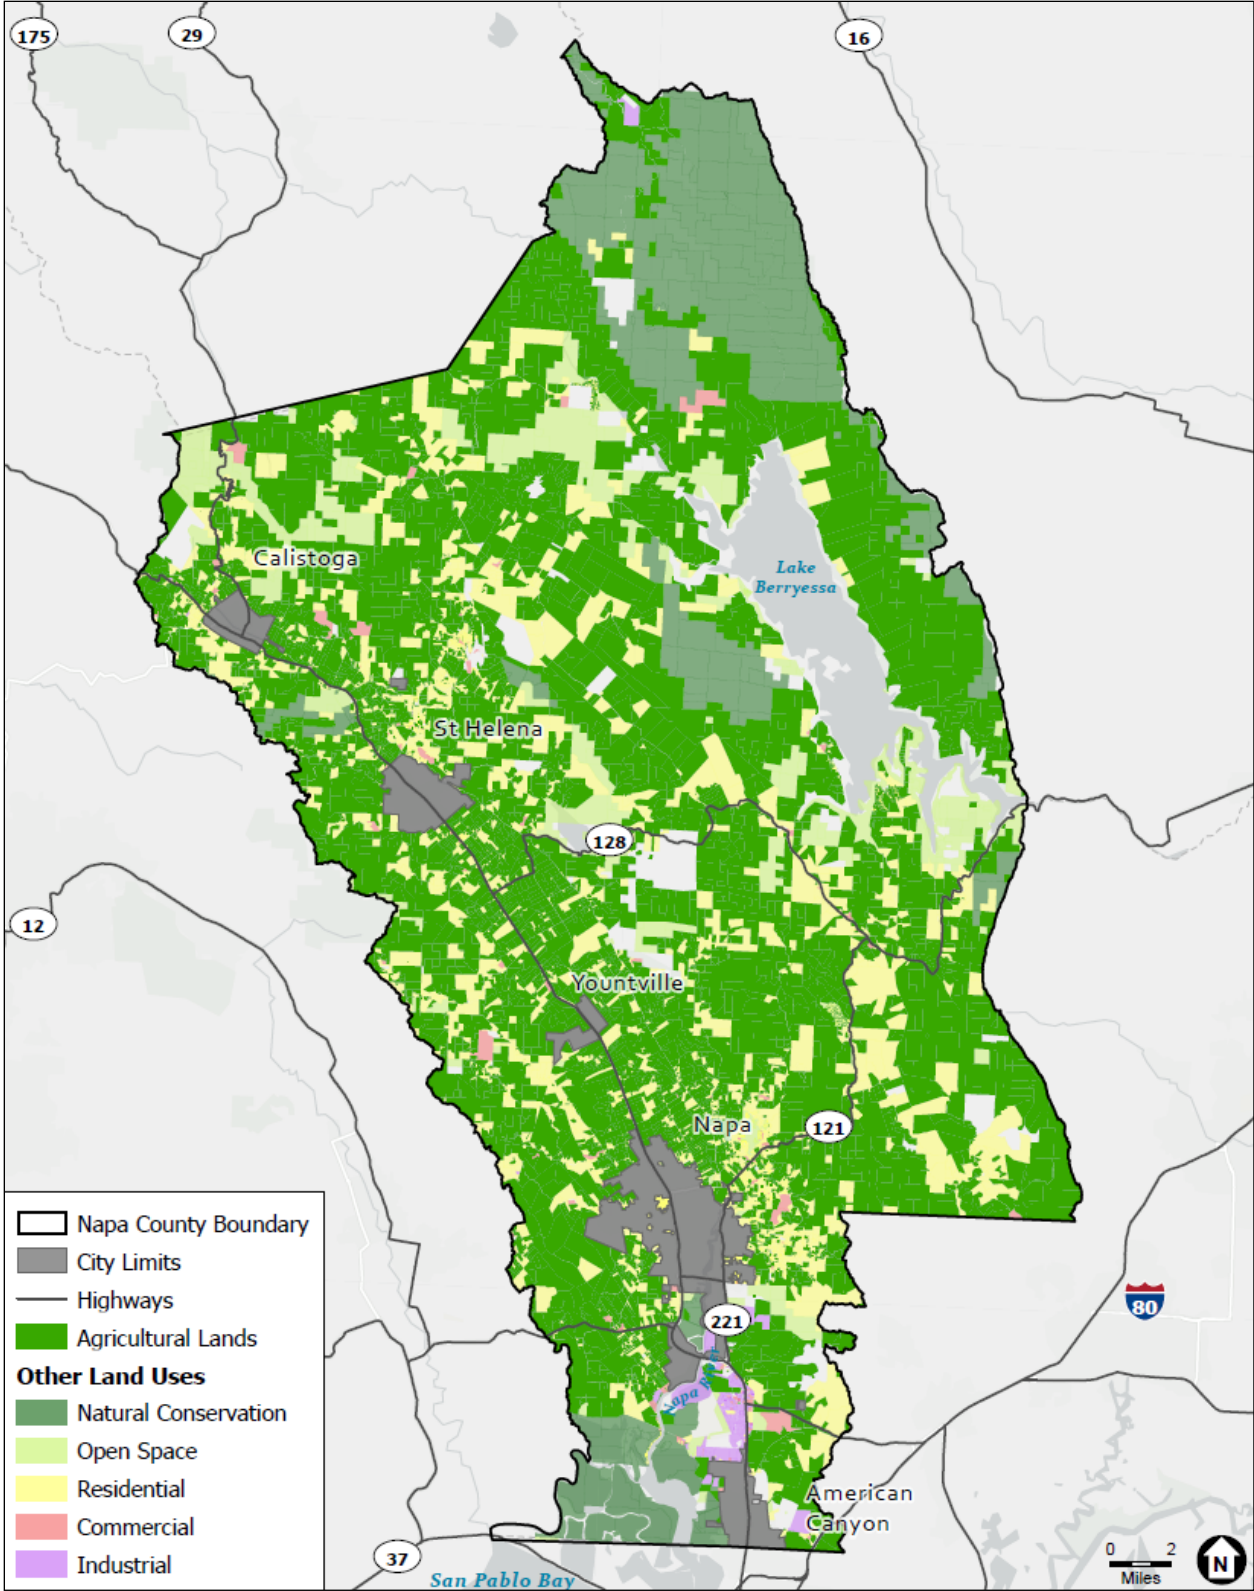 175
29
16
Calistoga
Lake
Berryessa
St Helena
128
12
Yountville
Napa
121
Napa County Boundary
City Limits
Highways
Agricultural Lands
Other Land Uses
Natural Conservation
Open Space
Residential
Commercial
Industrial
80
221
Napa River
American
Canyon
37
San Pablo Bay
0 2
Miles
N